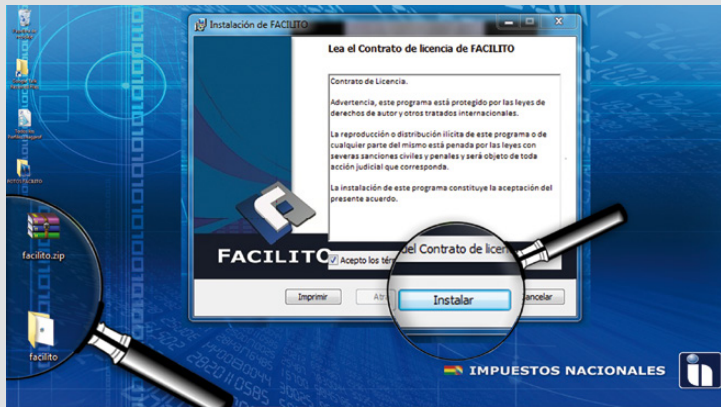 Instalación de FACILITO
Lea el Contrato de licencia de FACILITO
Contrato de Licencia.
Advertencia, este programa está protegido por las leyes de
derechos de autor y otros tratados internacionales.
La reproducción o distribución ilícita de este programa o de
cualquier parte del mismo está penada por las leyes con
severas sanciones civiles y penales y será objeto de toda
acción judicial que corresponda.
La instalación de este programa constituye la aceptación del
presente acuerdo.
FACILITO
Acepto los tér
del Contrato de licen
Imprimir
Atr
Instalar
ancelar
facilito.zip
facilito
IMPUESTOS NACIONALES